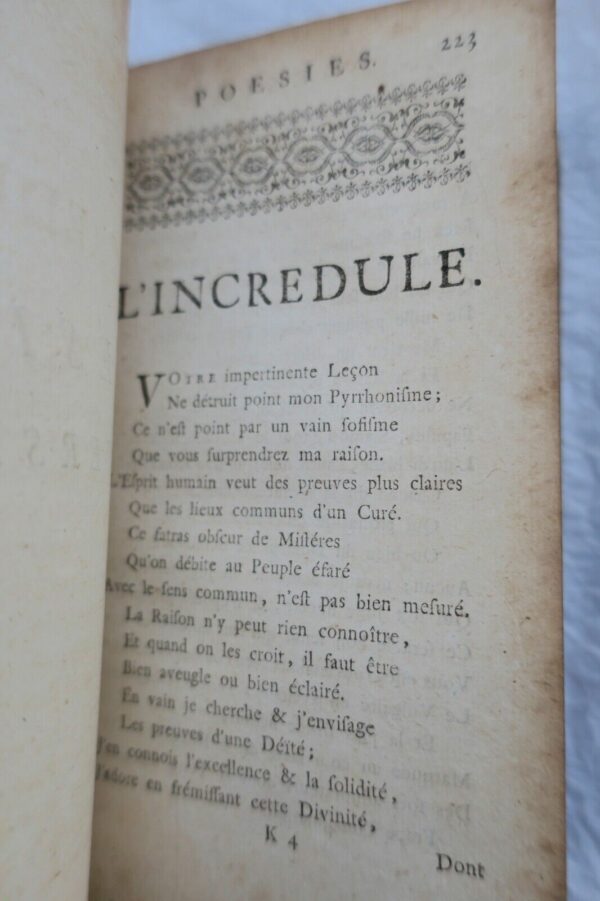 POESIES. 223
L'INCREDULE.
VOTRE impertinente Leçon
Ne détruit point mon Pyrrhoniſme;
Ce n'eſt point par un vain ſofiſme
Que vous ſurprendrez ma raiſon.
L'Eſprit humain veut des preuves plus claires
Que les lieux communs d'un Curé.
Ce fatras obſcur de Miſtéres
Qu'on débite au Peuple éfaré
Avec le ſens commun, n'eſt pas bien meſuré.
La Raiſon n'y peut rien connoître,
Et quand on les croit, il faut être
Bien aveugle ou bien éclairé.
En vain je cherche & j'enviſage
Les preuves d'une Déïté;
J'en connois l'excellence & la ſolidité,
J'adore en frémiſſant cette Divinité,
K 4
Dont